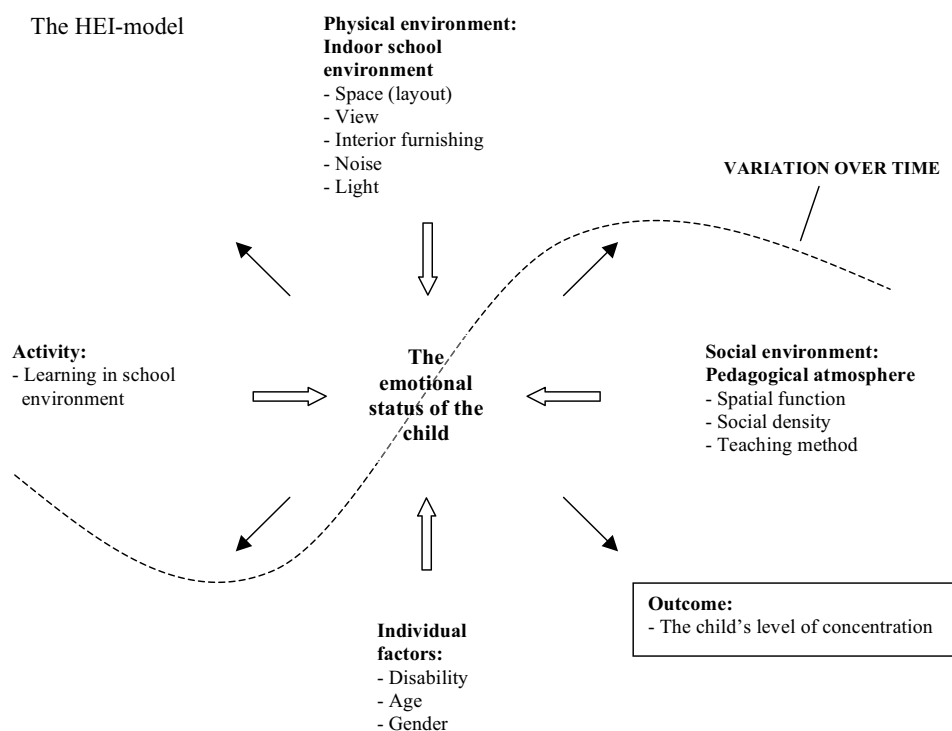 The HEI-model
Physical environment:
Indoor school
environment
- Space (layout)
- View
- Interior furnishing
- Noise
- Light
VARIATION OVER TIME
Activity:
- Learning in school
environment
The
emotional
status of the
child
Social environment:
Pedagogical atmosphere
- Spatial function
- Social density
- Teaching method
Individual
factors:
- Disability
- Age
- Gender
Outcome:
- The child’s level of concentration